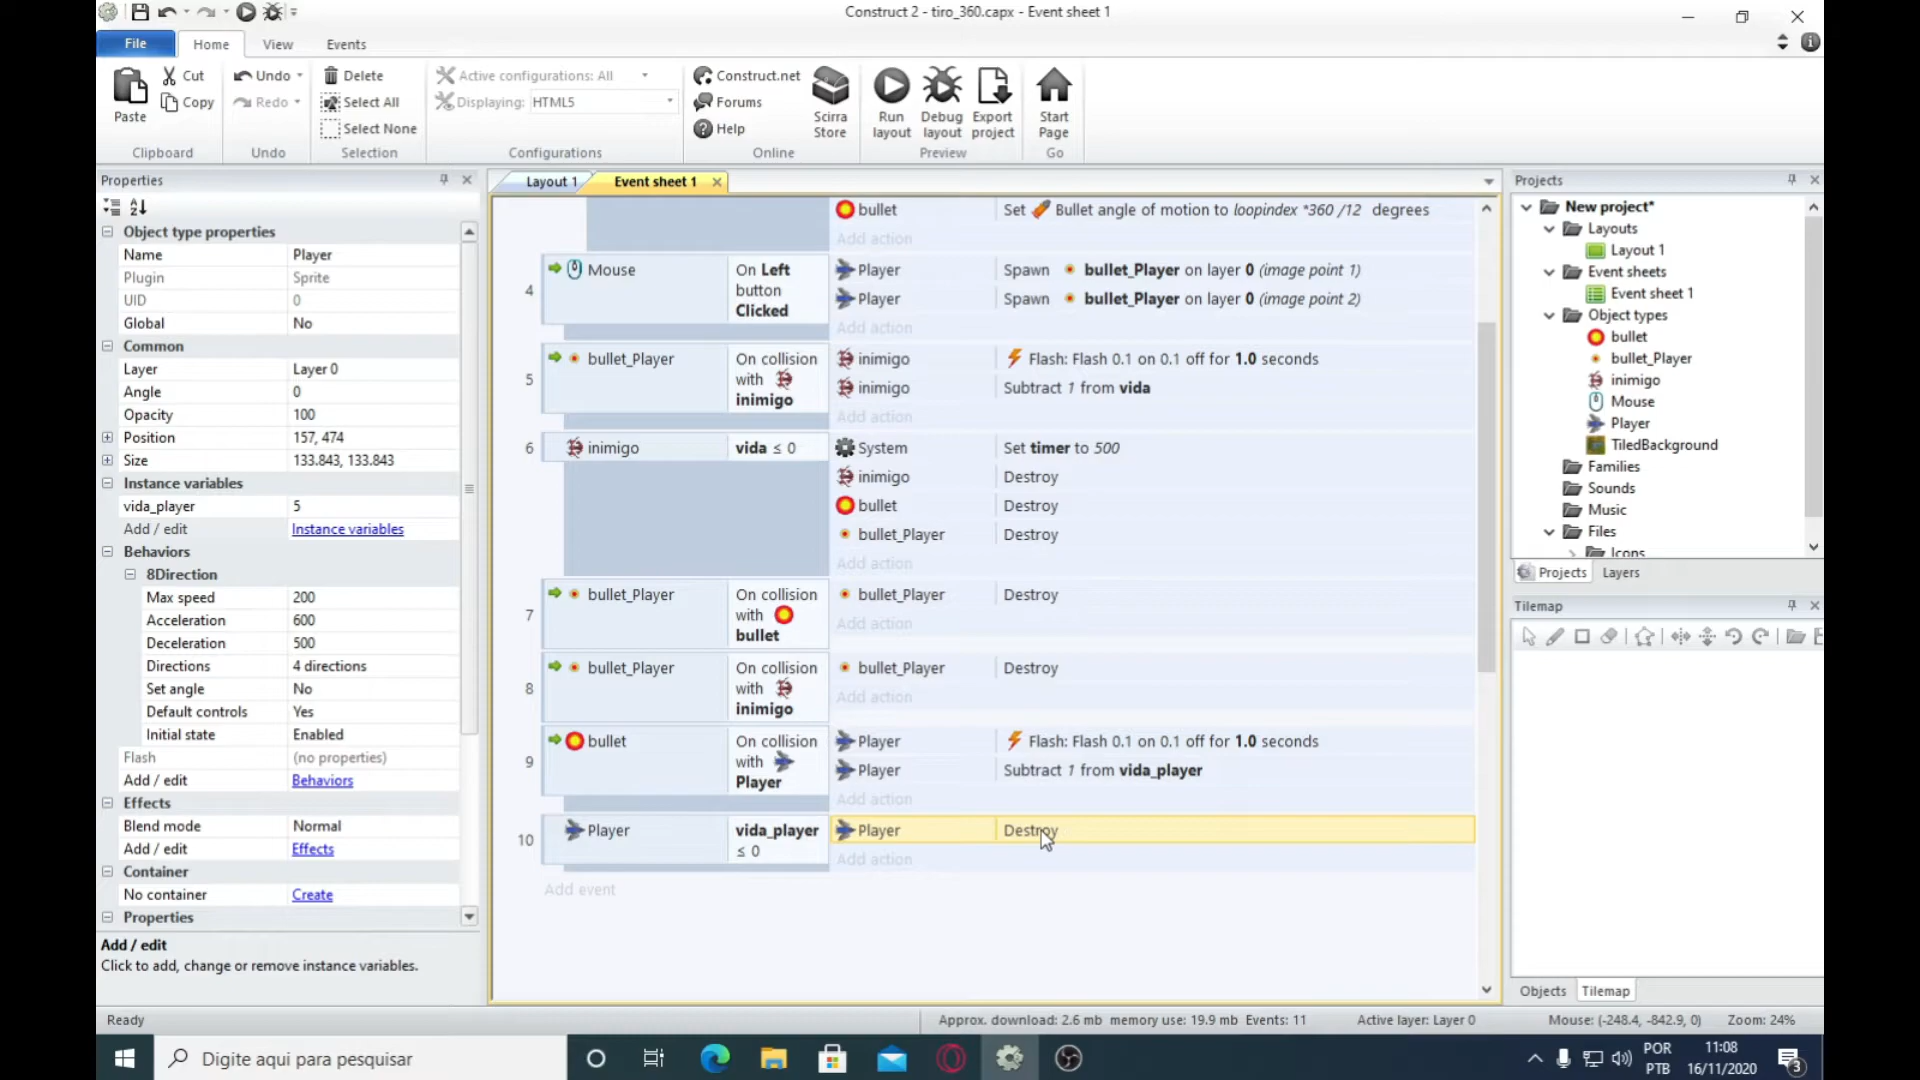 Construct 2 - tiro_360.capx - Event sheet 1
File
Home
View
Events
Paste
Cut
Copy
Clipboard
Undo
Redo
Undo
Delete
Select All
Select None
Selection
Active configurations: All
Displaying: HTML5
Configurations
Construct.net
Forums
Help
Scirra Store
Online
Run layout
Debug layout
Export project
Preview
Start Page
Go
Properties
Object type properties
Name Player
Plugin Sprite
UID 0
Global No
Common
Layer Layer 0
Angle 0
Opacity 100
Position 157, 474
Size 133.843, 133.843
Instance variables
vida_player 5
Add / edit Instance variables
Behaviors
8Direction
Max speed 200
Acceleration 600
Deceleration 500
Directions 4 directions
Set angle No
Default controls Yes
Initial state Enabled
Flash (no properties)
Add / edit Behaviors
Effects
Blend mode Normal
Add / edit Effects
Container
No container Create
Properties
Add / edit
Click to add, change or remove instance variables.
Layout 1
Event sheet 1
bullet Set Bullet angle of motion to loopindex *360 /12 degrees
Add action
4 Mouse On Left button Clicked
Player Spawn bullet_Player on layer 0 (image point 1)
Player Spawn bullet_Player on layer 0 (image point 2)
Add action
5 bullet_Player On collision with inimigo
inimigo Flash: Flash 0.1 on 0.1 off for 1.0 seconds
inimigo Subtract 1 from vida
Add action
6 inimigo vida ≤ 0
System Set timer to 500
inimigo Destroy
bullet Destroy
bullet_Player Destroy
Add action
7 bullet_Player On collision with bullet
bullet_Player Destroy
Add action
8 bullet_Player On collision with inimigo
bullet_Player Destroy
Add action
9 bullet On collision with Player
Player Flash: Flash 0.1 on 0.1 off for 1.0 seconds
Player Subtract 1 from vida_player
Add action
10 Player vida_player ≤ 0
Player Destroy
Add action
Add event
Projects
New project*
Layouts
Layout 1
Event sheets
Event sheet 1
Object types
bullet
bullet_Player
inimigo
Mouse
Player
TiledBackground
Families
Sounds
Music
Files
Icons
Projects
Layers
Tilemap
Objects
Tilemap
Ready
Approx. download: 2.6 mb memory use: 19.9 mb Events: 11
Active layer: Layer 0
Mouse: (-248.4, -842.9, 0)
Zoom: 24%
Digite aqui para pesquisar
POR
PTB
11:08
16/11/2020
3